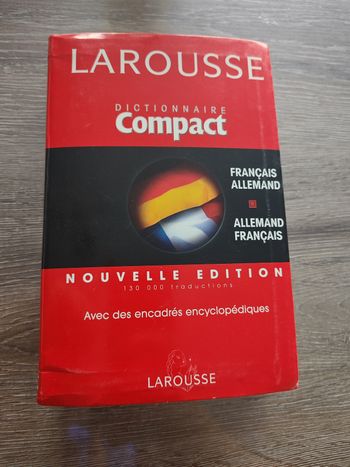 LAROUSSE
DICTIONNAIRE
Compact
FRANÇAIS
ALLEMAND
ALLEMAND
FRANÇAIS
NOUVELLE EDITION
130 000 traductions
Avec des encadrés encyclopédiques
LAROUSSE